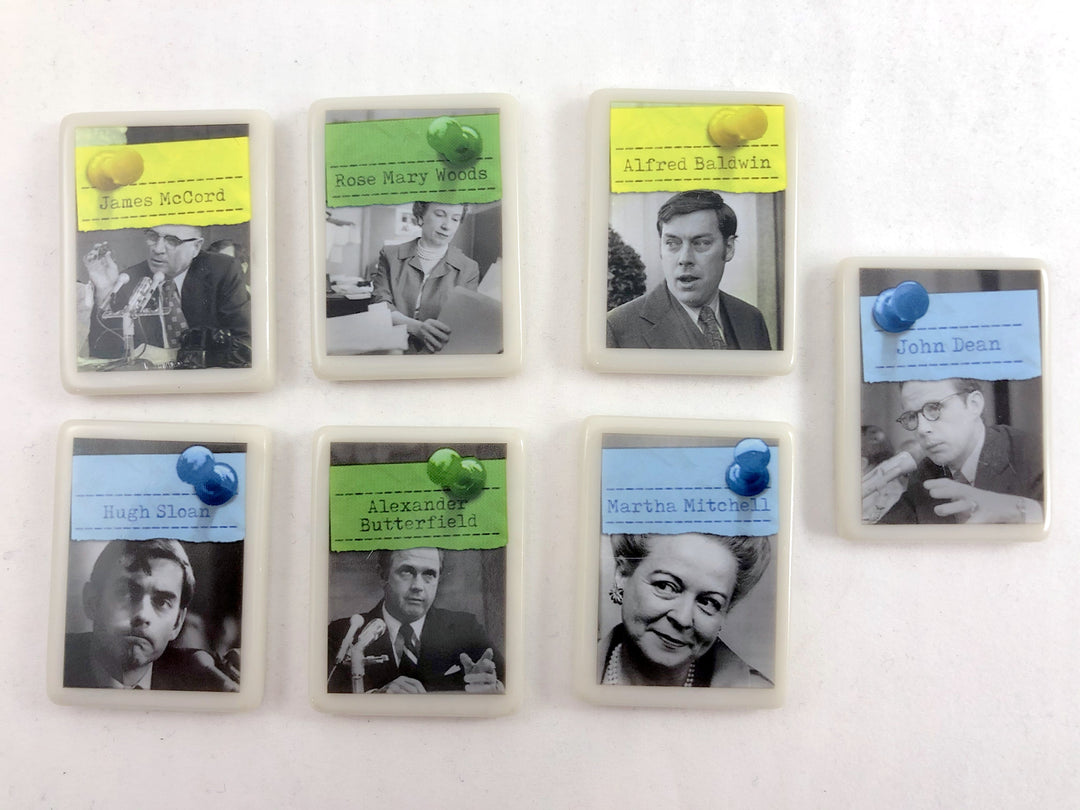 James McCord
Rose Mary Woods
Alfred Baldwin
John Dean
Hugh Sloan
Alexander
Butterfield
Martha Mitchell